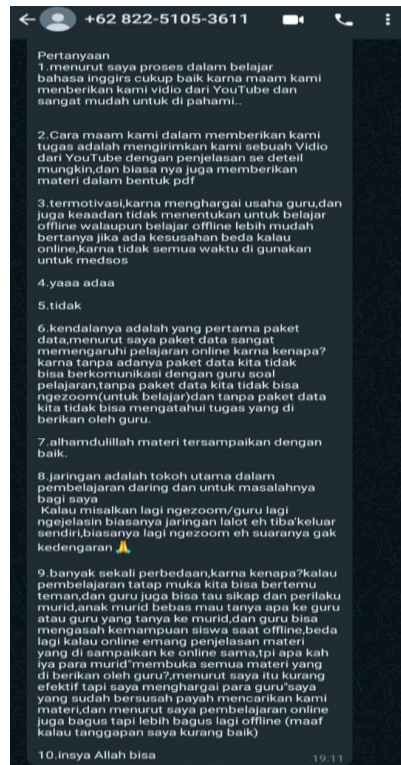 +62 822-5105-3611
Pertanyaan
1.menurut saya proses dalam belajar
bahasa inggirs cukup baik karna maam kami
menberikan kami vidio dari YouTube dan
sangat mudah untuk di pahami..
2.Cara maam kami dalam memberikan kami
tugas adalah mengirimkan kami sebuah Vidio
dari YouTube dengan penjelasan se deteil
mungkin,dan biasa nya juga memberikan
materi dalam bentuk pdf
3.termotivasi,karna menghargai usaha guru,dan
juga keaadan tidak menentukan untuk belajar
offline walaupun belajar offline lebih mudah
bertanya jika ada kesusahan beda kalau
online,karna tidak semua waktu di gunakan
untuk medsos
4.yaaa adaa
5.tidak
6.kendalanya adalah yang pertama paket
data,menurut saya paket data sangat
memengaruhi pelajaran online karna kenapa?
karna tanpa adanya paket data kita tidak
bisa berkomunikasi dengan guru soal
pelajaran,tanpa paket data kita tidak bisa
ngezoom(untuk belajar)dan tanpa paket data
kita tidak bisa mengatahui tugas yang di
berikan oleh guru.
7.alhamdulillah materi tersampaikan dengan
baik.
8.jaringan adalah tokoh utama dalam
pembelajaran daring dan untuk masalahnya
bagi saya
Kalau misalkan lagi ngezoom/guru lagi
ngejelasin biasanya jaringan lalot eh tiba'keluar
sendiri,biasanya lagi ngezoom eh suaranya gak
kedengaran 🙏
9.banyak sekali perbedaan,karna kenapa?kalau
pembelajaran tatap muka kita bisa bertemu
teman,dan guru juga bisa tau sikap dan perilaku
murid,anak murid bebas mau tanya apa ke guru
atau guru yang tanya ke murid,dan guru bisa
mengasah kemampuan siswa saat offline,beda
lagi kalau online emang penjelasan materi
yang di sampaikan ke online sama,tpi apa kah
iya para murid"membuka semua materi yang
di berikan oleh guru?,menurut saya itu kurang
efektif tapi saya menghargai para guru"saya
yang sudah bersusah payah mencarikan kami
materi,dan menurut saya pembelajaran online
juga bagus tapi lebih bagus lagi offline (maaf
kalau tanggapan saya kurang baik)
10.insya Allah bisa
19:11